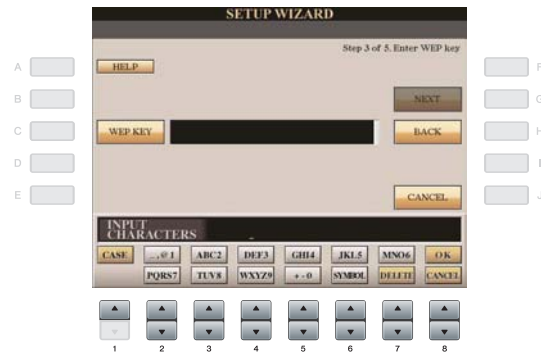 SETUP WIZARD
Step 3 of 5. Enter WEP key
A
HELP
F
B
NEXT
G
C
WEP KEY
BACK
H
D
I
E
CANCEL
J
INPUT
CHARACTERS
_
CASE
.,@ 1
ABC2
DEF3
GHI4
JKL5
MNO6
OK
PQRS7
TUV8
WXYZ9
+ - 0
SYMBOL
DELETE
CANCEL
1 2 3 4 5 6 7 8